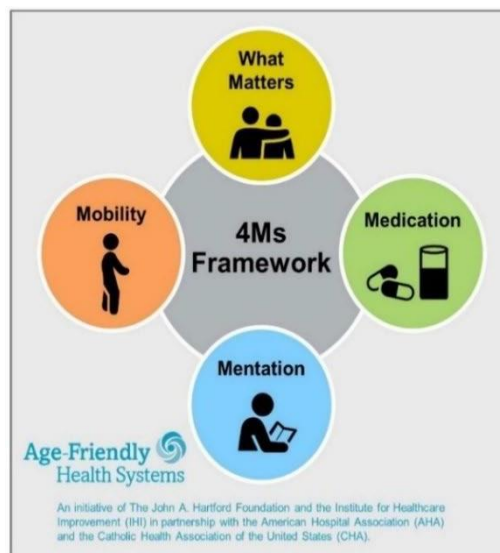 What
Matters
Mobility
4Ms
Framework
Medication
Mentation
Age-Friendly
Health Systems
An initiative of The John A. Hartford Foundation and the Institute for Healthcare
Improvement (IHI) in partnership with the American Hospital Association (AHA)
and the Catholic Health Association of the United States (CHA).